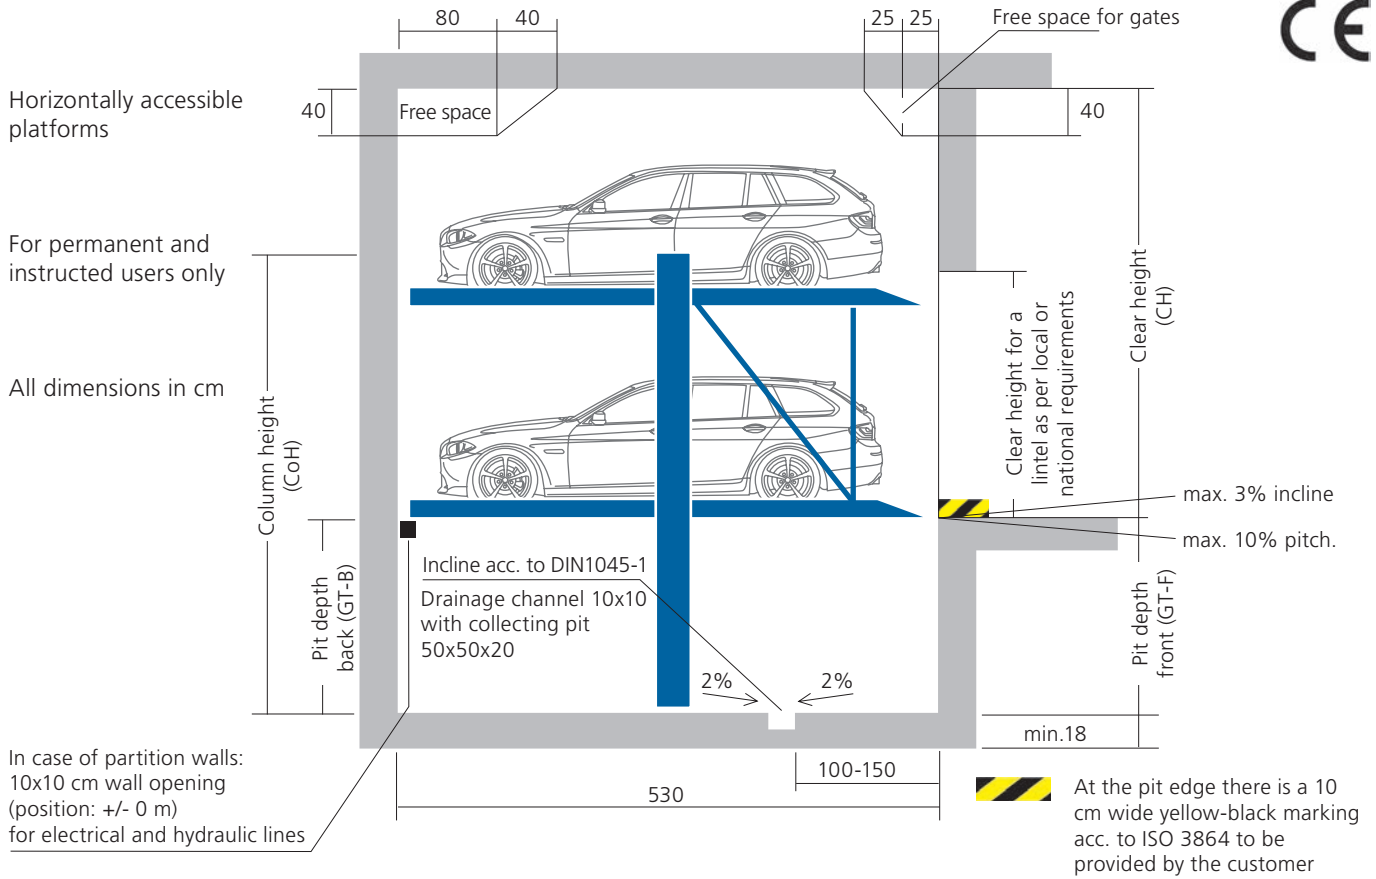 80
40
25
25
Free space for gates
CE
Horizontally accessible
platforms
40
Free space
40
For permanent and
instructed users only
All dimensions in cm
Column height
(CoH)
Clear height for a
lintel as per local or
national requirements
Clear height
(CH)
max. 3% incline
max. 10% pitch.
Pit depth
back (GT-B)
Incline acc. to DIN1045-1
Drainage channel 10x10
with collecting pit
50x50x20
2%
2%
Pit depth
front (GT-F)
min.18
In case of partition walls:
10x10 cm wall opening
(position: +/- 0 m)
for electrical and hydraulic lines
100-150
530
At the pit edge there is a 10
cm wide yellow-black marking
acc. to ISO 3864 to be
provided by the customer